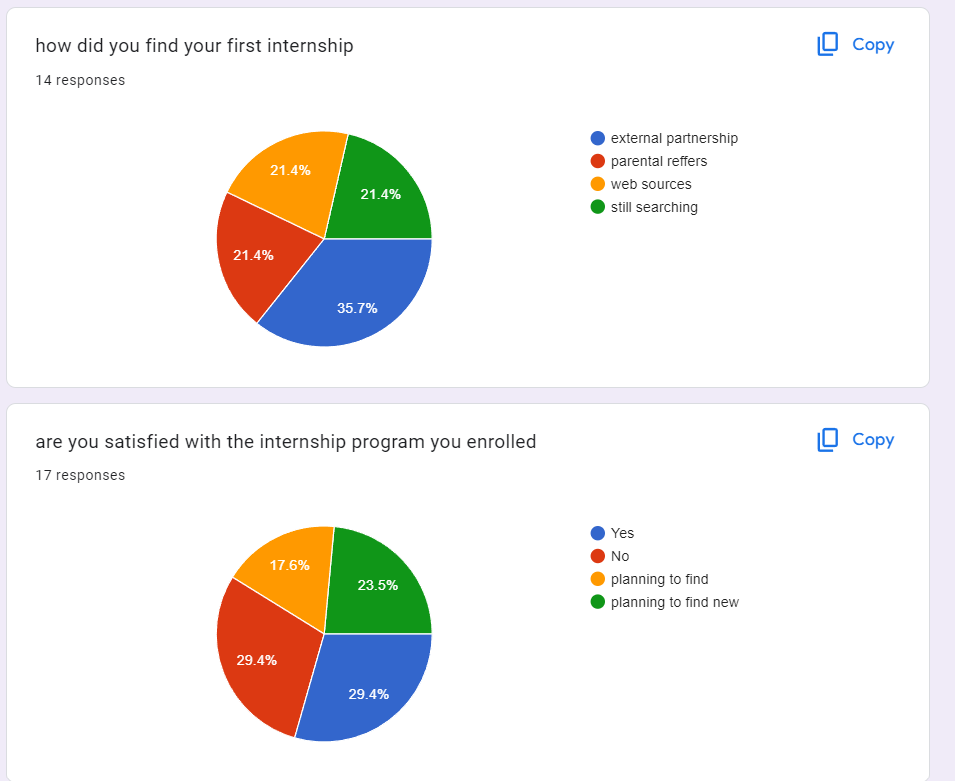 how did you find your first internship
Copy
14 responses
21.4%
21.4%
21.4%
35.7%
external partnership
parental reffers
web sources
still searching
are you satisfied with the internship program you enrolled
Copy
17 responses
17.6%
23.5%
29.4%
29.4%
Yes
No
planning to find
planning to find new